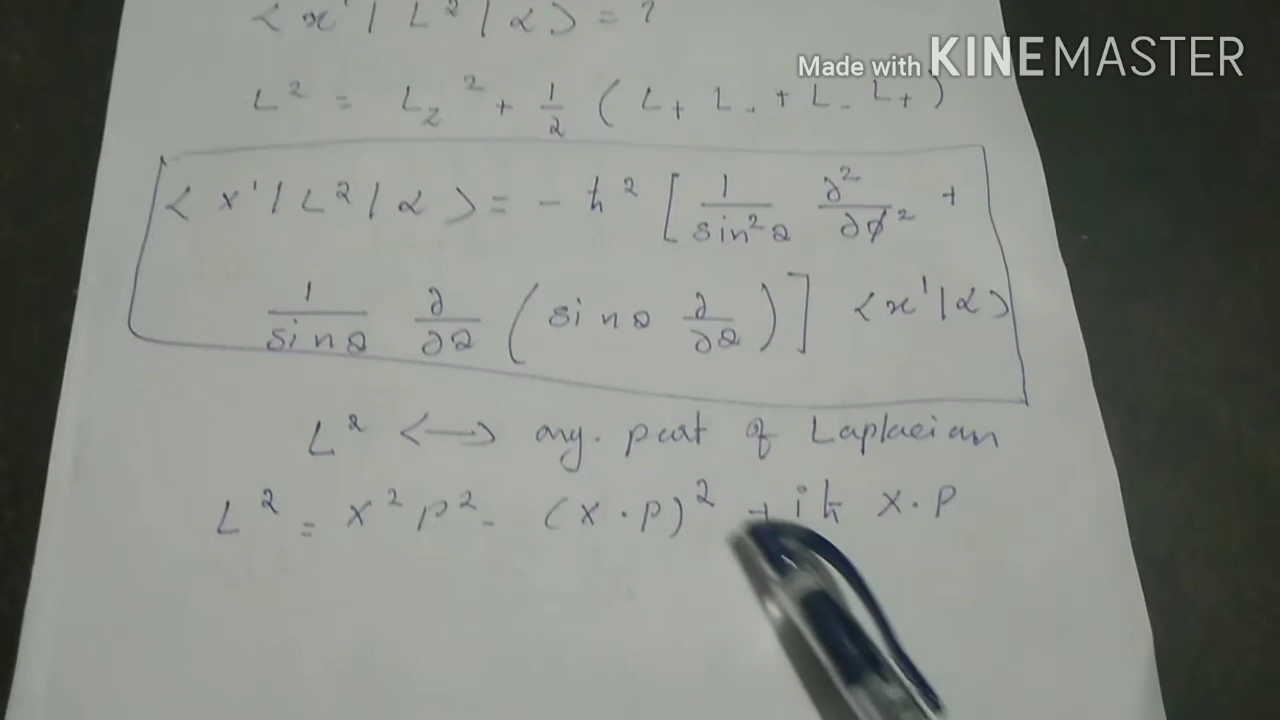 < x' | L² | α > = ?
Made with KINEMASTER
L² = L_z² + 1/2 ( L₊ L₋ + L₋ L₊ )
< x' | L² | α > = - ħ² [ 1/sin²θ ∂²/∂ϕ² +
1/sinθ ∂/∂θ ( sinθ ∂/∂θ ) ] < x' | α >
L² <—> ang. part of Laplacian
L² = x² p² - (x · p)² + iħ x · p